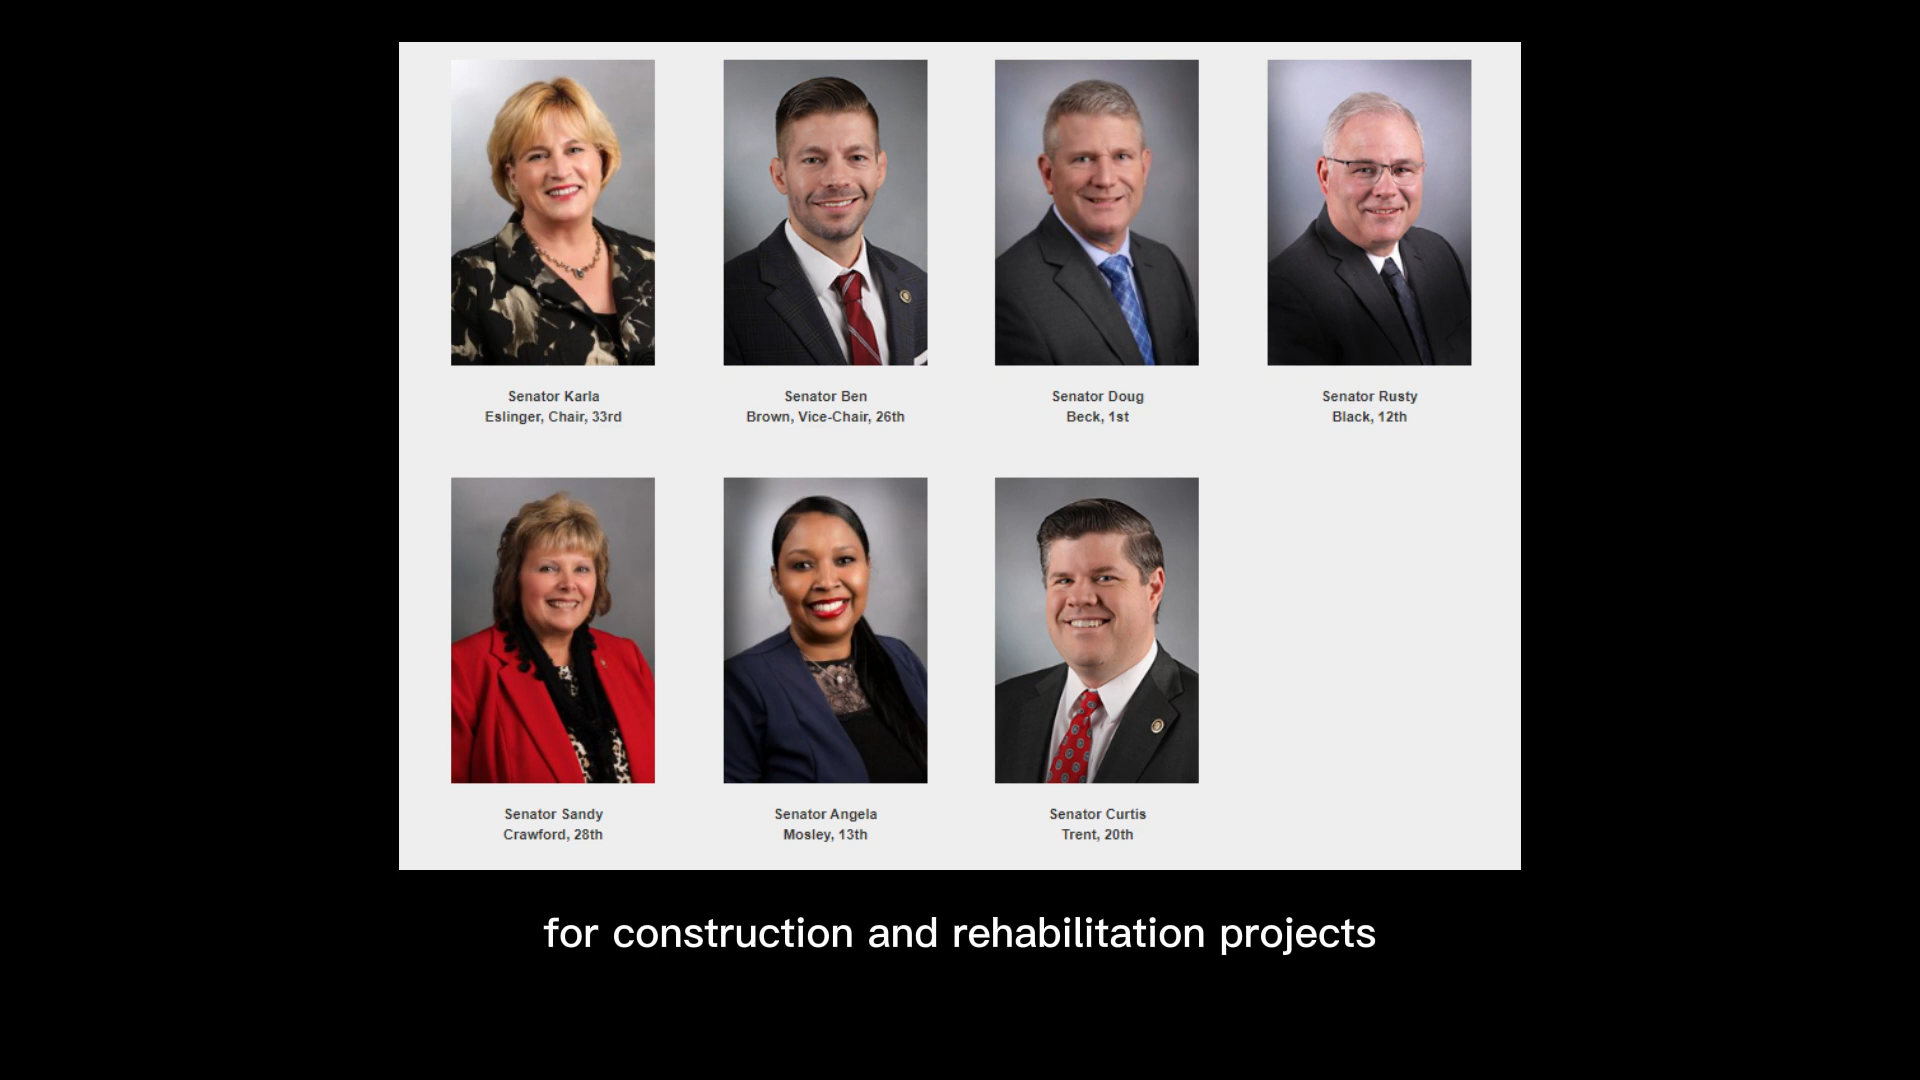 Senator Karla
Eslinger, Chair, 33rd
Senator Ben
Brown, Vice-Chair, 26th
Senator Doug
Beck, 1st
Senator Rusty
Black, 12th
Senator Sandy
Crawford, 28th
Senator Angela
Mosley, 13th
Senator Curtis
Trent, 20th
for construction and rehabilitation projects